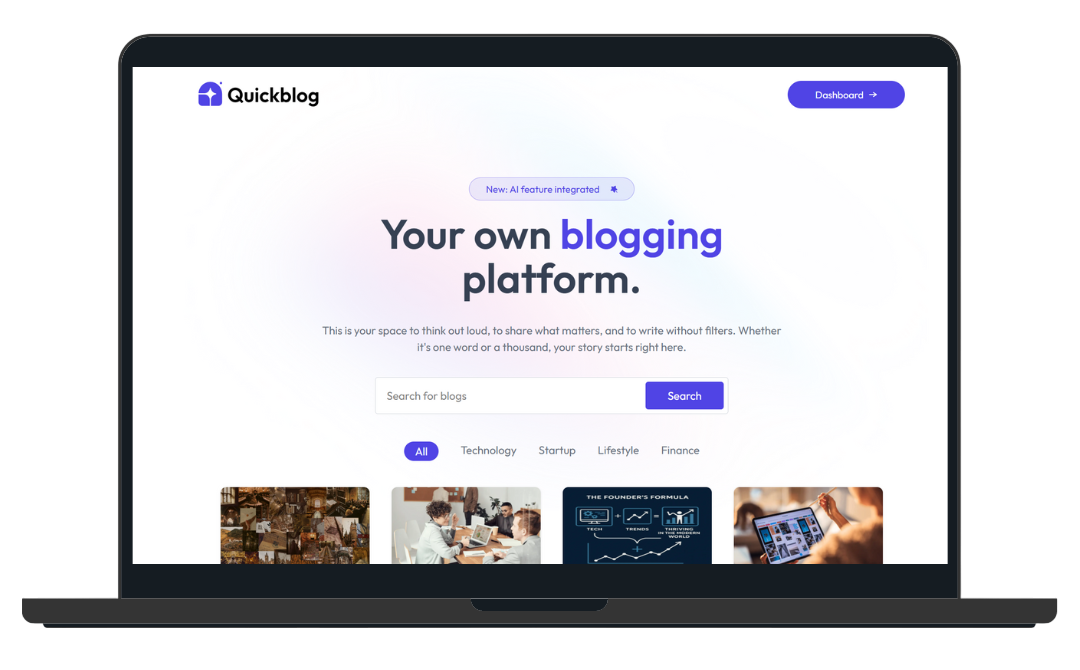 Quickblog
Dashboard →
New: AI feature integrated
Your own blogging
platform.
This is your space to think out loud, to share what matters, and to write without filters. Whether
it's one word or a thousand, your story starts right here.
Search for blogs
Search
All
Technology
Startup
Lifestyle
Finance
THE FOUNDER'S FORMULA
+
=
TECH
TRENDS
THRIVING
IN THE MODERN
WORLD
+